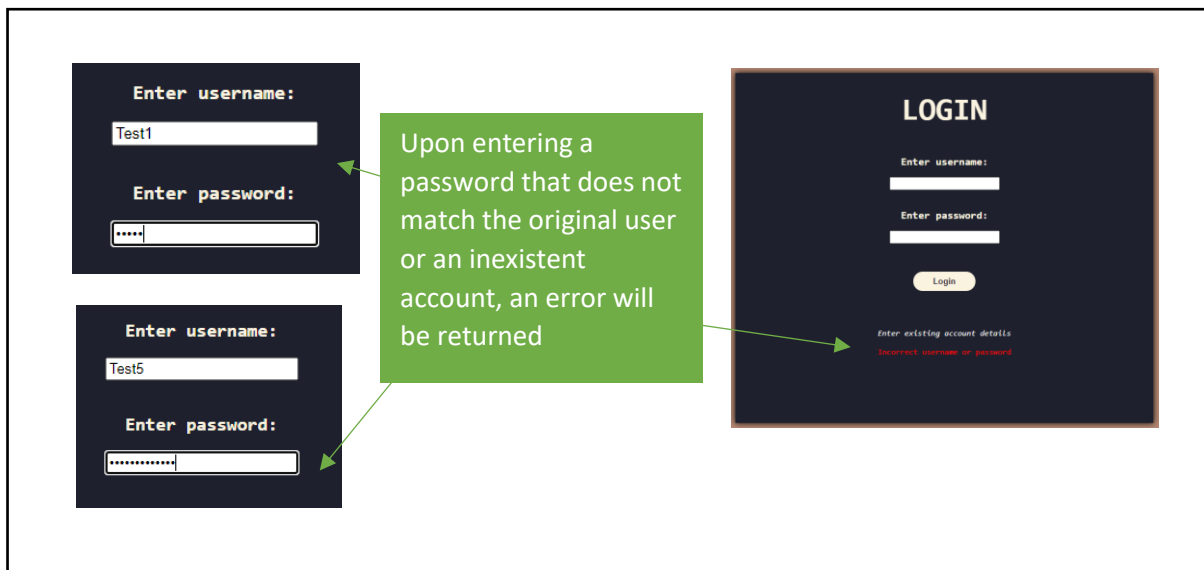 Enter username:
Test1
Enter password:
•••••
Enter username:
Test5
Enter password:
•••••••••••••
Upon entering a
password that does not
match the original user
or an inexistent
account, an error will
be returned
LOGIN
Enter username:
Enter password:
Login
Enter existing account details
Incorrect username or password